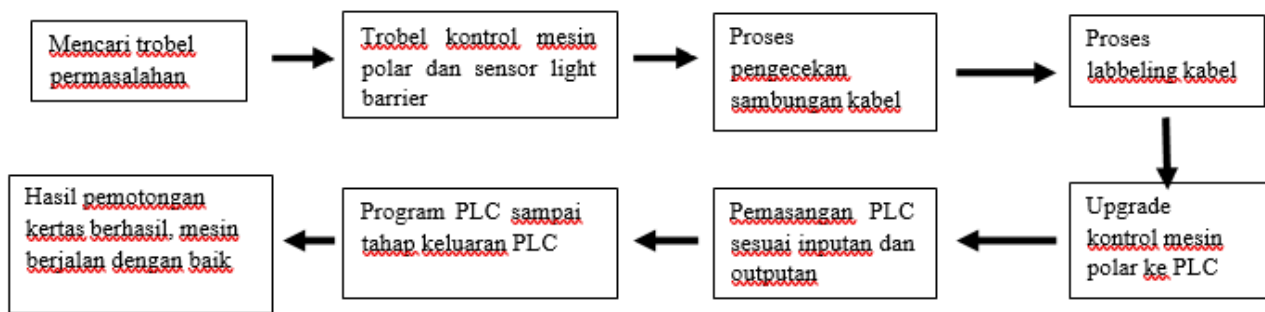 Mencari trobel
permasalahan
Trobel kontrol mesin
polar dan sensor light
barrier
Proses
pengecekan
sambungan kabel
Proses
labbeling kabel
Upgrade
kontrol mesin
polar ke PLC
Pemasangan PLC
sesuai inputan dan
outputan
Program PLC sampai
tahap keluaran PLC
Hasil pemotongan
kertas berhasil, mesin
berjalan dengan baik